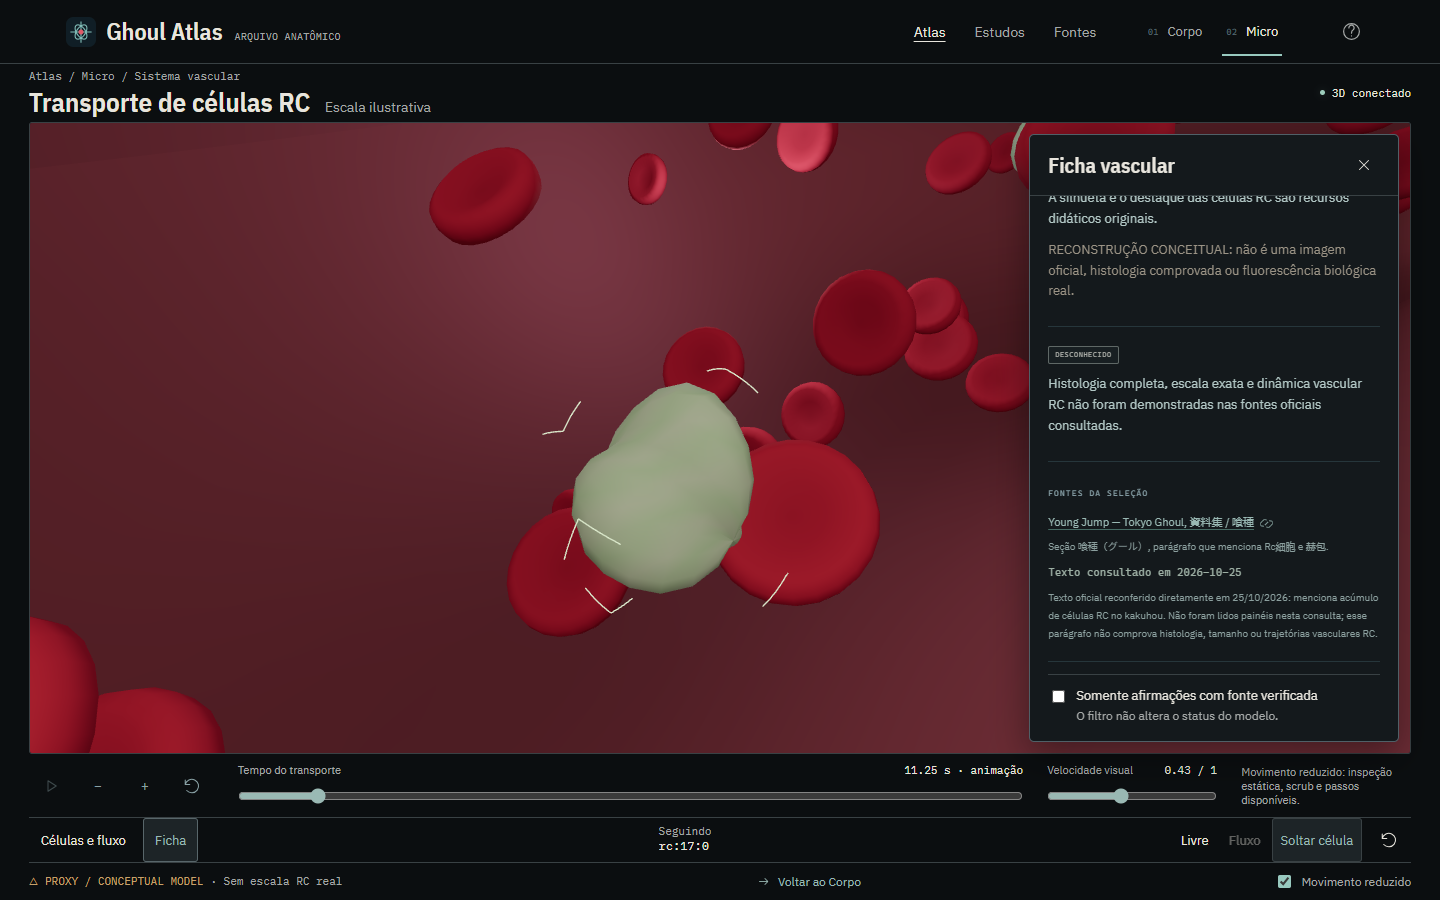 Ghoul Atlas ARQUIVO ANATÔMICO
Atlas Estudos Fontes 01 Corpo 02 Micro
Atlas / Micro / Sistema vascular
Transporte de células RC Escala ilustrativa
3D conectado
Ficha vascular
A silhueta e o destaque das células RC são recursos
didáticos originais.
RECONSTRUÇÃO CONCEITUAL: não é uma imagem
oficial, histologia comprovada ou fluorescência biológica
real.
DESCONHECIDO
Histologia completa, escala exata e dinâmica vascular
RC não foram demonstradas nas fontes oficiais
consultadas.
FONTES DA SELEÇÃO
Young Jump — Tokyo Ghoul, 資料集 / 喰種
Seção 喰種（グール）, parágrafo que menciona Rc細胞 e 赫包.
Texto consultado em 2026-10-25
Texto oficial reconferido diretamente em 25/10/2026: menciona acúmulo
de células RC no kakuhou. Não foram lidos painéis nesta consulta; esse
parágrafo não comprova histologia, tamanho ou trajetórias vasculares RC.
Somente afirmações com fonte verificada
O filtro não altera o status do modelo.
Tempo do transporte 11.25 s · animação
Velocidade visual 0.43 / 1
Movimento reduzido: inspeção
estática, scrub e passos
disponíveis.
Células e fluxo Ficha
Seguindo
rc:17:0
Livre Fluxo Soltar célula
PROXY / CONCEPTUAL MODEL · Sem escala RC real
→ Voltar ao Corpo
Movimento reduzido